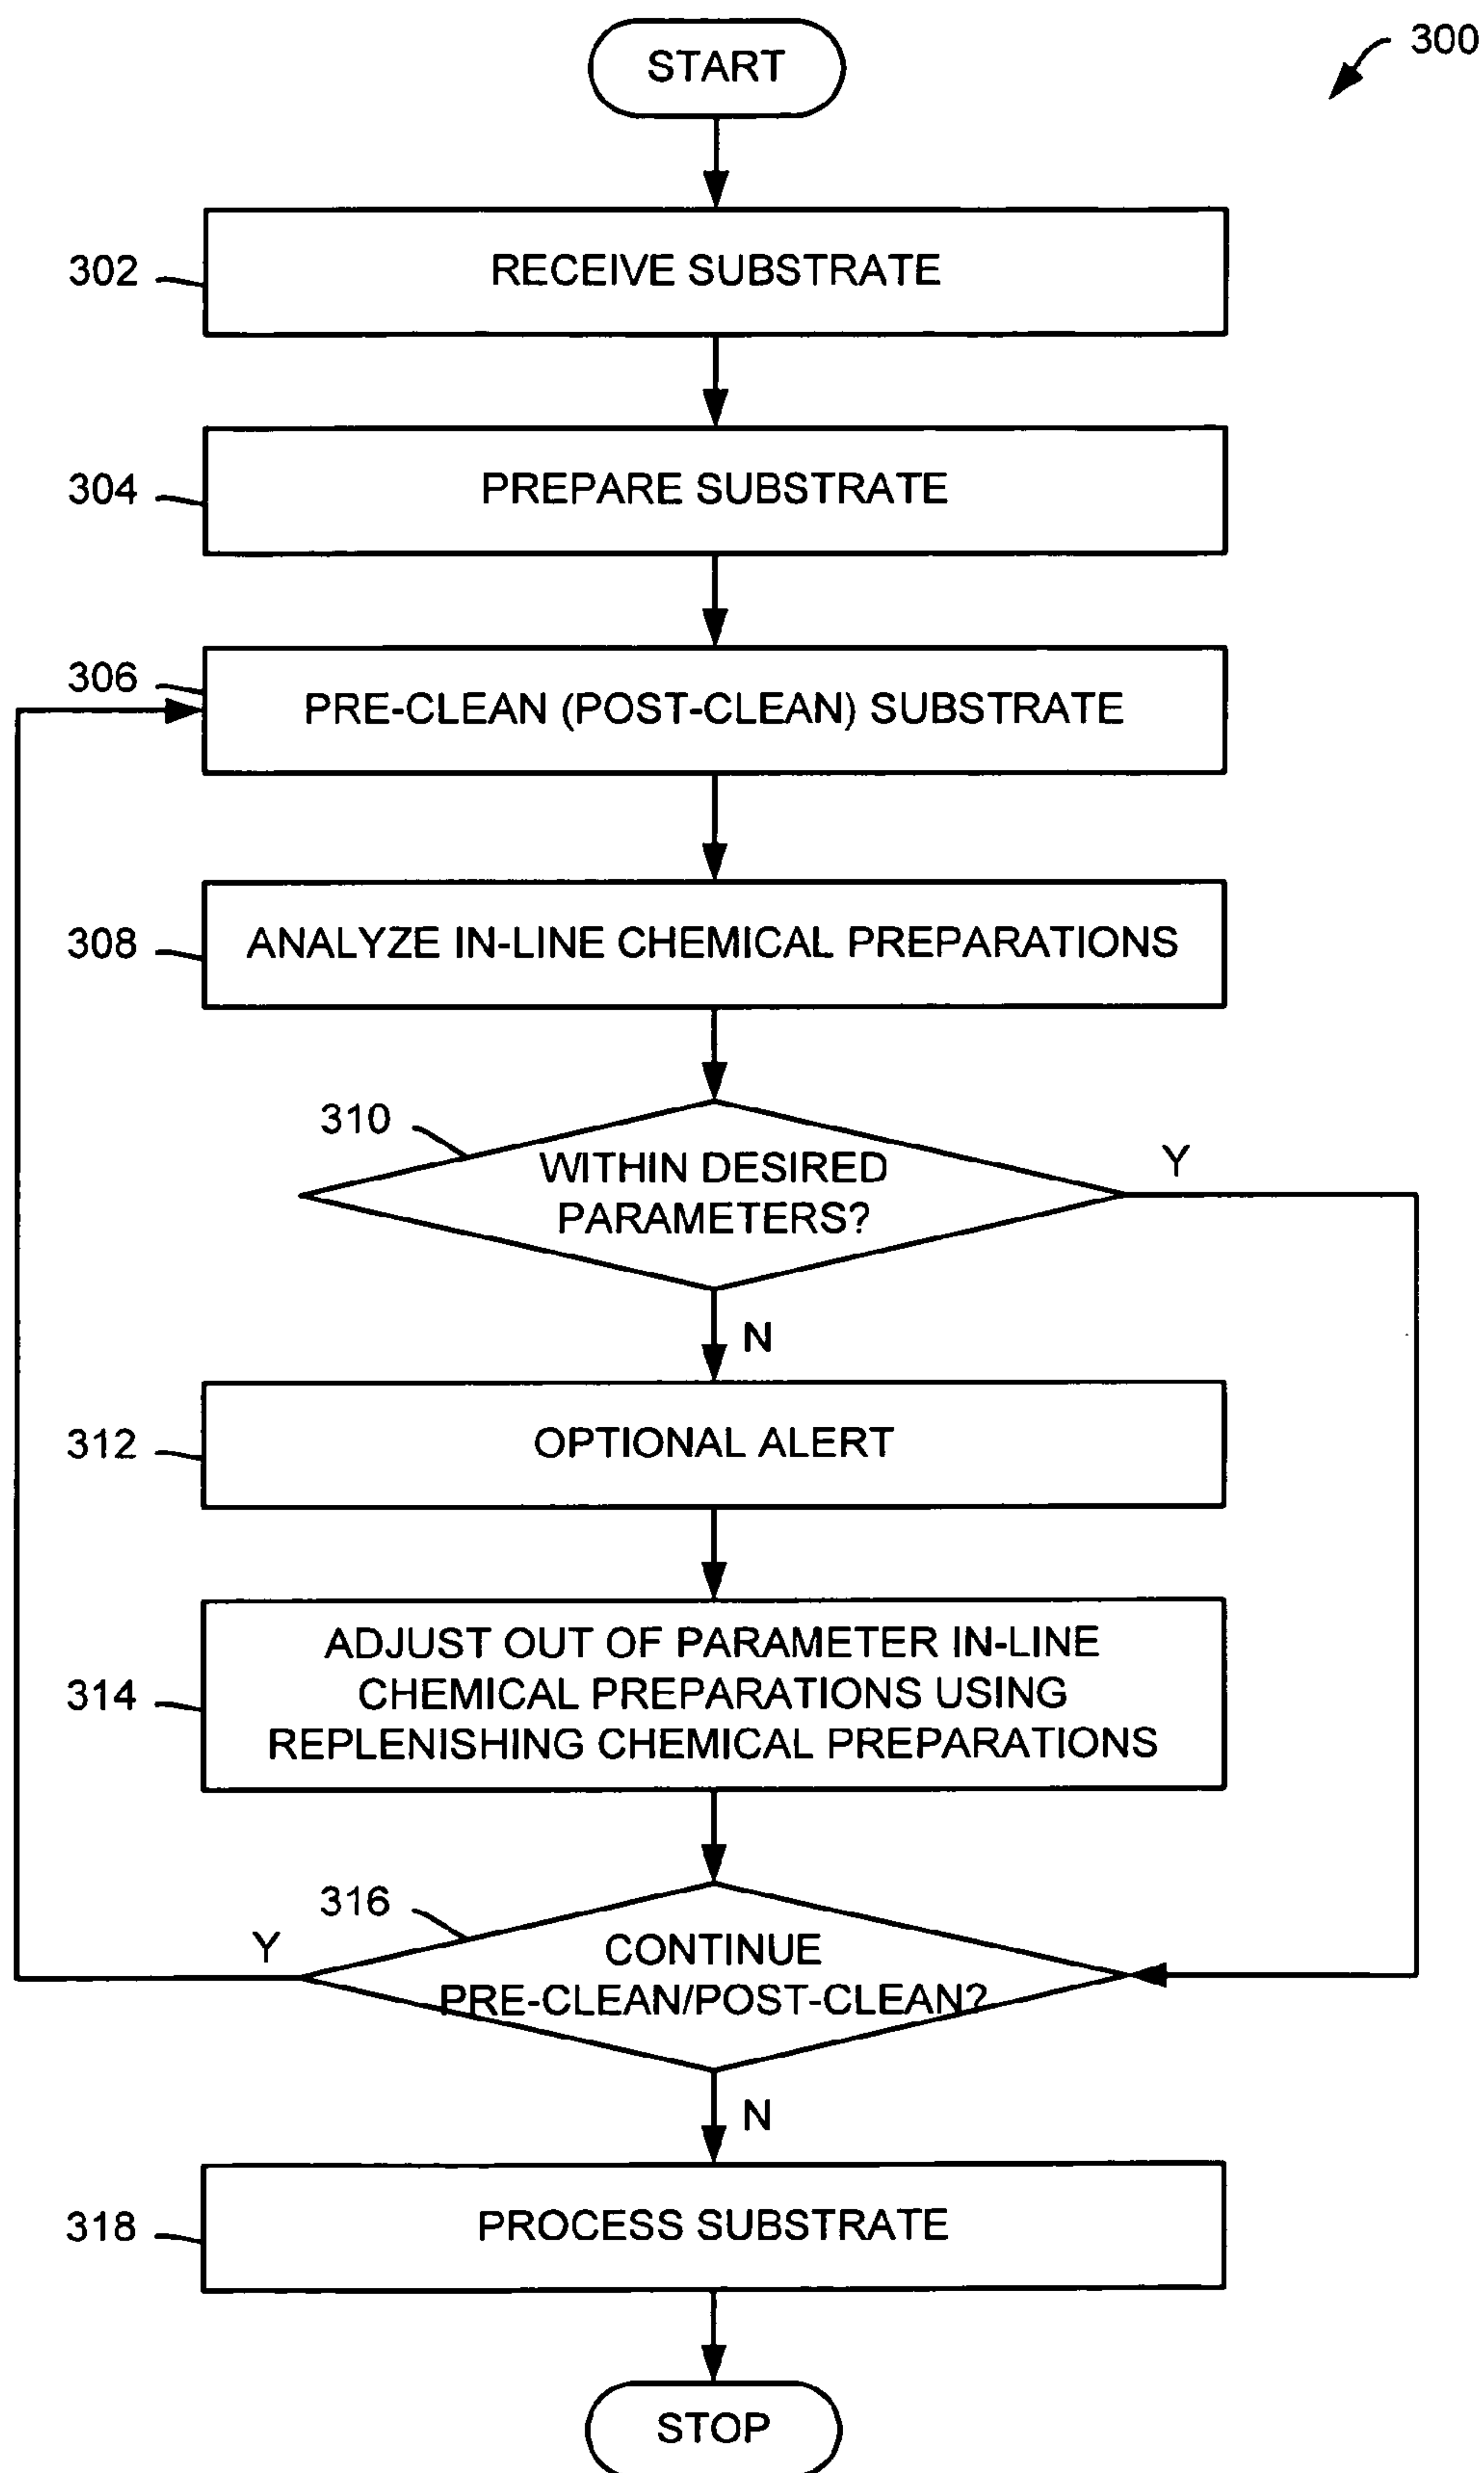 START
300
302
RECEIVE SUBSTRATE
304
PREPARE SUBSTRATE
306
PRE-CLEAN (POST-CLEAN) SUBSTRATE
308
ANALYZE IN-LINE CHEMICAL PREPARATIONS
310
WITHIN DESIRED
PARAMETERS?
Y
N
312
OPTIONAL ALERT
314
ADJUST OUT OF PARAMETER IN-LINE
CHEMICAL PREPARATIONS USING
REPLENISHING CHEMICAL PREPARATIONS
316
Y
CONTINUE
PRE-CLEAN/POST-CLEAN?
N
318
PROCESS SUBSTRATE
STOP